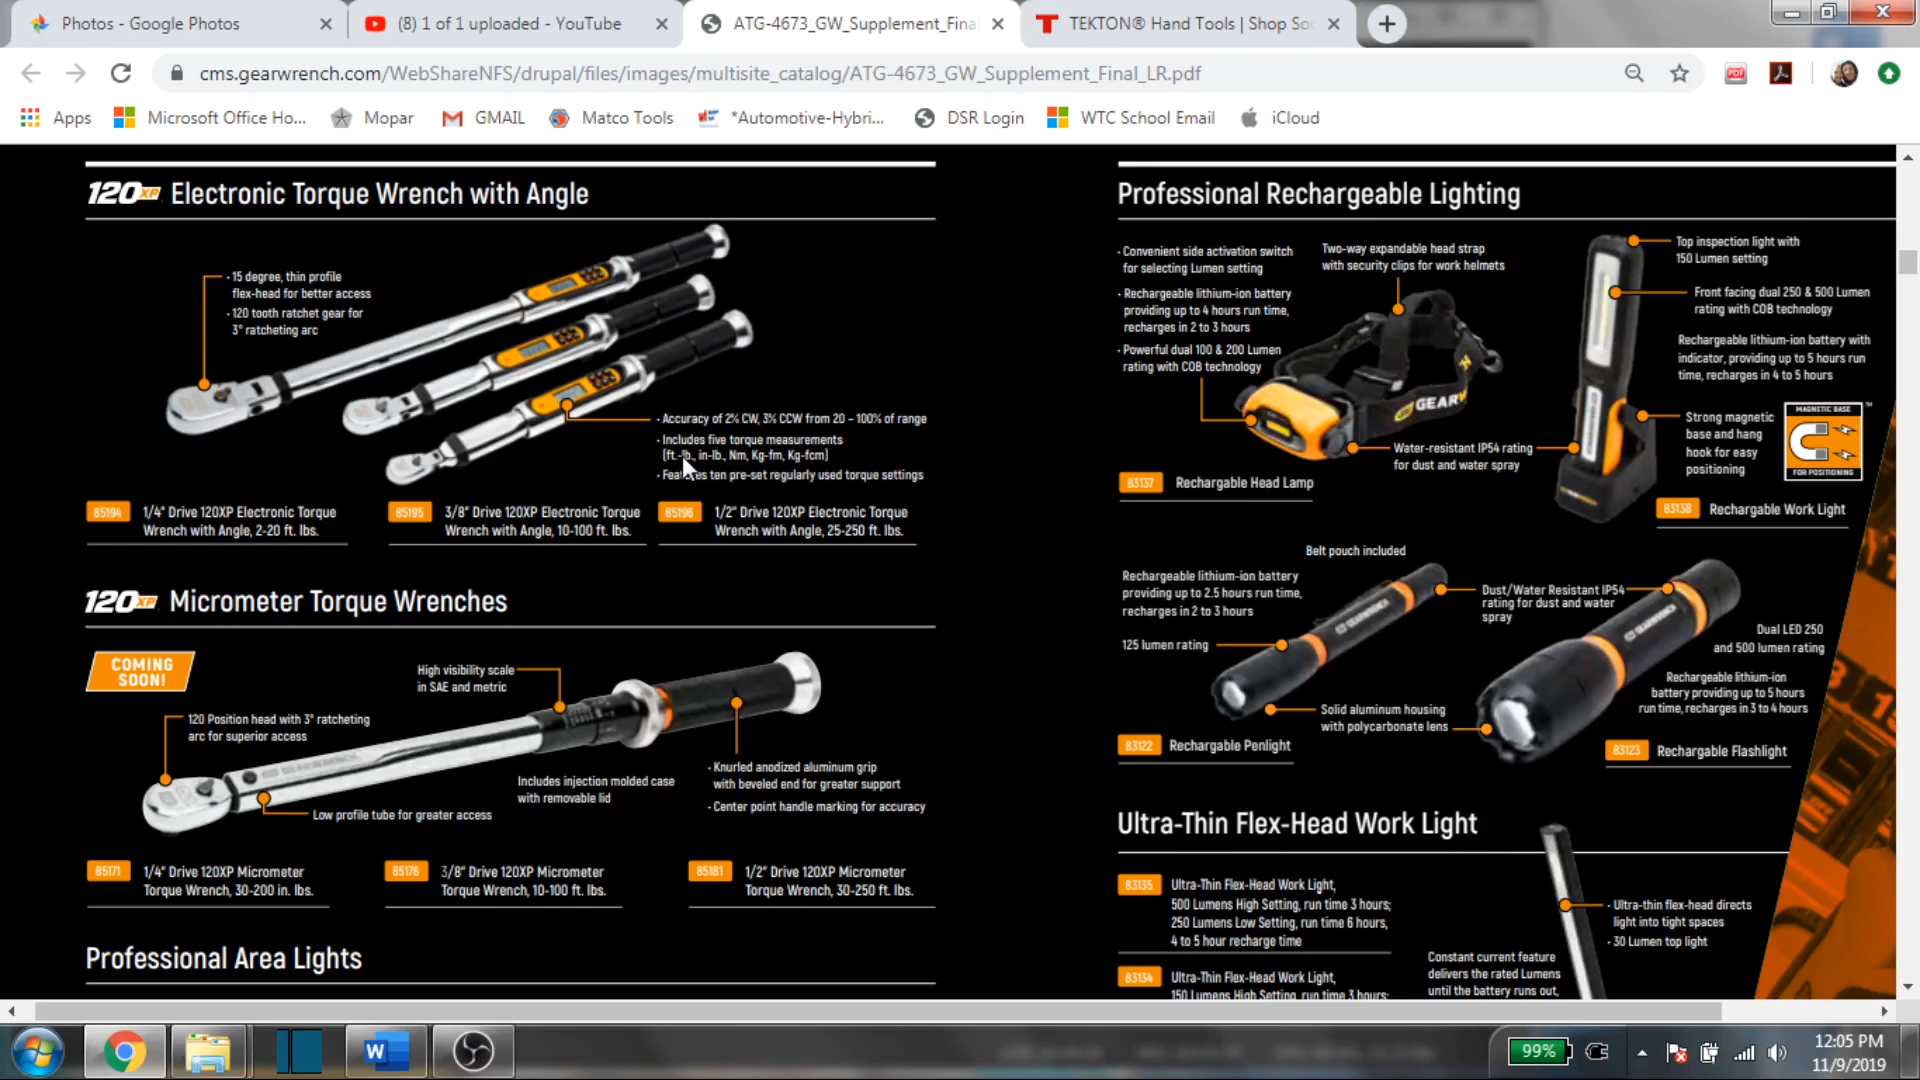 Photos - Google Photos
(8) 1 of 1 uploaded - YouTube
ATG-4673_GW_Supplement_Fina
TEKTON® Hand Tools | Shop So
cms.gearwrench.com/WebShareNFS/drupal/files/images/multisite_catalog/ATG-4673_GW_Supplement_Final_LR.pdf
Apps
Microsoft Office Ho...
Mopar
GMAIL
Matco Tools
*Automotive-Hybri...
DSR Login
WTC School Email
iCloud
120XP Electronic Torque Wrench with Angle
· 15 degree, thin profile
flex-head for better access
· 120 tooth ratchet gear for
3° ratcheting arc
· Accuracy of 2% CW, 3% CCW from 20 – 100% of range
· Includes five torque measurements
(ft.-lb., in-lb., Nm, Kg-fm, Kg-fcm)
· Features ten pre-set regularly used torque settings
85194 1/4" Drive 120XP Electronic Torque
Wrench with Angle, 2-20 ft. lbs.
85195 3/8" Drive 120XP Electronic Torque
Wrench with Angle, 10-100 ft. lbs.
85196 1/2" Drive 120XP Electronic Torque
Wrench with Angle, 25-250 ft. lbs.
120XP Micrometer Torque Wrenches
COMING
SOON!
High visibility scale
in SAE and metric
120 Position head with 3° ratcheting
arc for superior access
Includes injection molded case
with removable lid
· Knurled anodized aluminum grip
with beveled end for greater support
· Center point handle marking for accuracy
Low profile tube for greater access
85171 1/4" Drive 120XP Micrometer
Torque Wrench, 30-200 in. lbs.
85176 3/8" Drive 120XP Micrometer
Torque Wrench, 10-100 ft. lbs.
85181 1/2" Drive 120XP Micrometer
Torque Wrench, 30-250 ft. lbs.
Professional Area Lights
Professional Rechargeable Lighting
· Convenient side activation switch
for selecting Lumen setting
· Rechargeable lithium-ion battery
providing up to 4 hours run time,
recharges in 2 to 3 hours
· Powerful dual 100 & 200 Lumen
rating with COB technology
Two-way expandable head strap
with security clips for work helmets
GEAR
Water-resistant IP54 rating
for dust and water spray
83137 Rechargable Head Lamp
Top inspection light with
150 Lumen setting
Front facing dual 250 & 500 Lumen
rating with COB technology
Rechargeable lithium-ion battery with
indicator, providing up to 5 hours run
time, recharges in 4 to 5 hours
Strong magnetic
base and hang
hook for easy
positioning
MAGNETIC BASE
FOR POSITIONING
TM
83138 Rechargable Work Light
Belt pouch included
Rechargeable lithium-ion battery
providing up to 2.5 hours run time,
recharges in 2 to 3 hours
125 lumen rating
Dust/Water Resistant IP54
rating for dust and water
spray
Dual LED 250
and 500 lumen rating
Rechargeable lithium-ion
battery providing up to 5 hours
run time, recharges in 3 to 4 hours
Solid aluminum housing
with polycarbonate lens
83122 Rechargable Penlight
83123 Rechargable Flashlight
Ultra-Thin Flex-Head Work Light
83135 Ultra-Thin Flex-Head Work Light,
500 Lumens High Setting, run time 3 hours;
250 Lumens Low Setting, run time 6 hours,
4 to 5 hour recharge time
83134 Ultra-Thin Flex-Head Work Light,
150 Lumens High Setting, run time 3 hours;
· Ultra-thin flex-head directs
light into tight spaces
· 30 Lumen top light
Constant current feature
delivers the rated Lumens
until the battery runs out,
99%
12:05 PM
11/9/2019